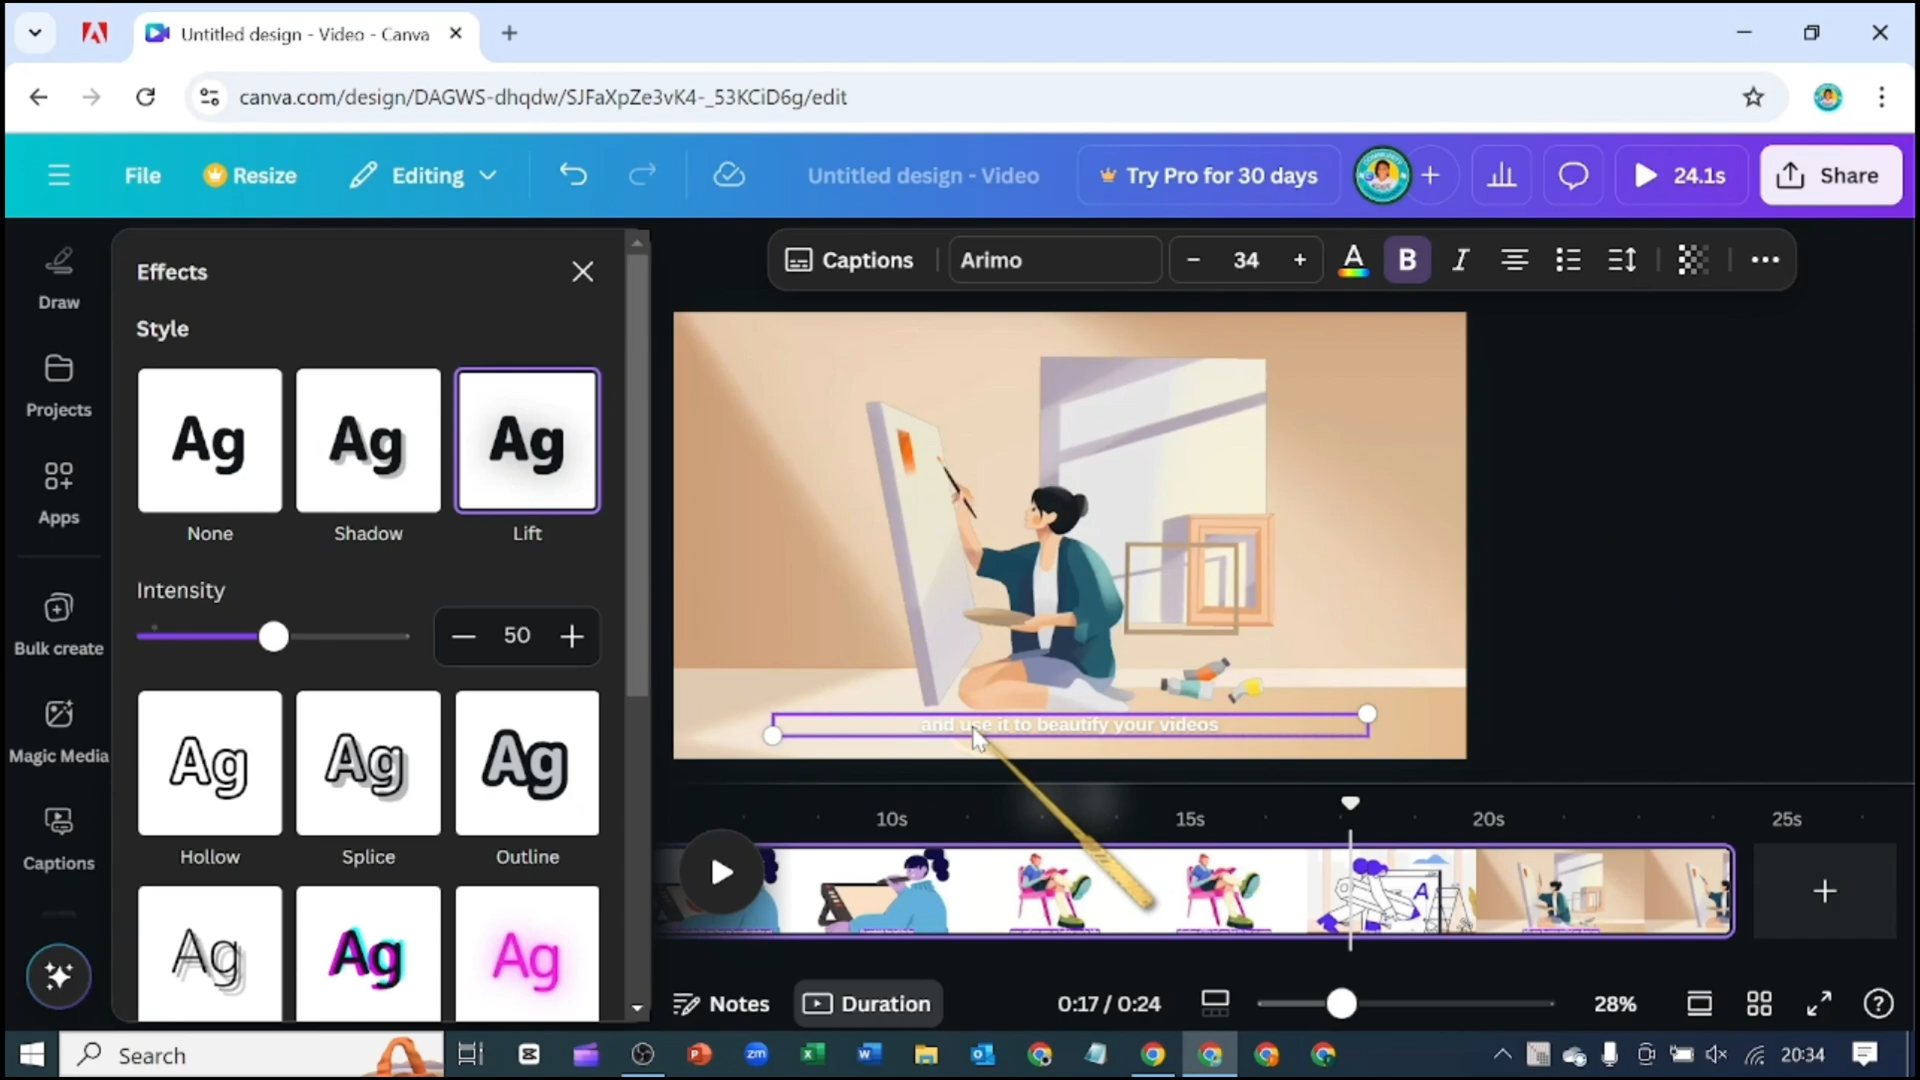 Untitled design - Video - Canva
canva.com/design/DAGWS-dhqdw/SJFaXpZe3vK4-_53KCiD6g/edit
File
Resize
Editing
Untitled design - Video
Try Pro for 30 days
24.1s
Share
Draw
Projects
Apps
Bulk create
Magic Media
Captions
Effects
Style
Ag
Ag
Ag
None
Shadow
Lift
Intensity
50
Ag
Ag
Ag
Hollow
Splice
Outline
Ag
Ag
Ag
Captions
Arimo
34
A
B
I
and use it to beautify your videos
10s
15s
20s
25s
A
Notes
Duration
0:17 / 0:24
28%
Search
zm
20:34